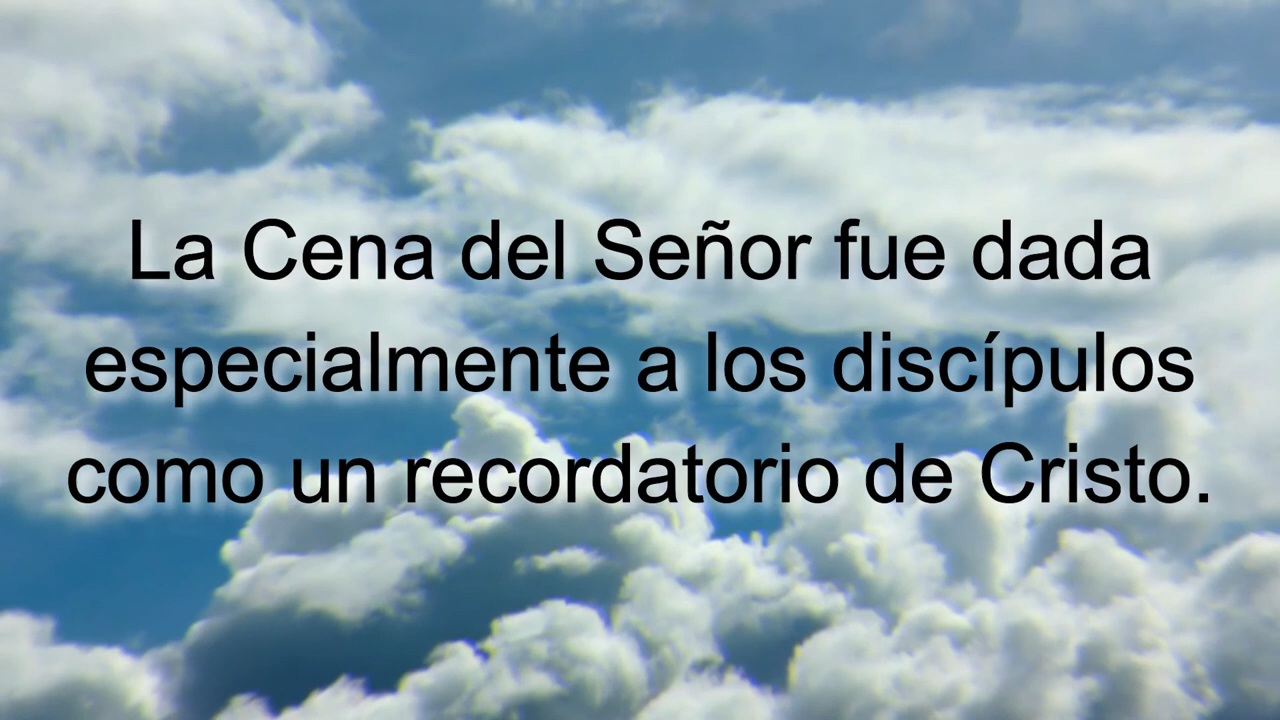 La Cena del Señor fue dada
especialmente a los discípulos
como un recordatorio de Cristo.